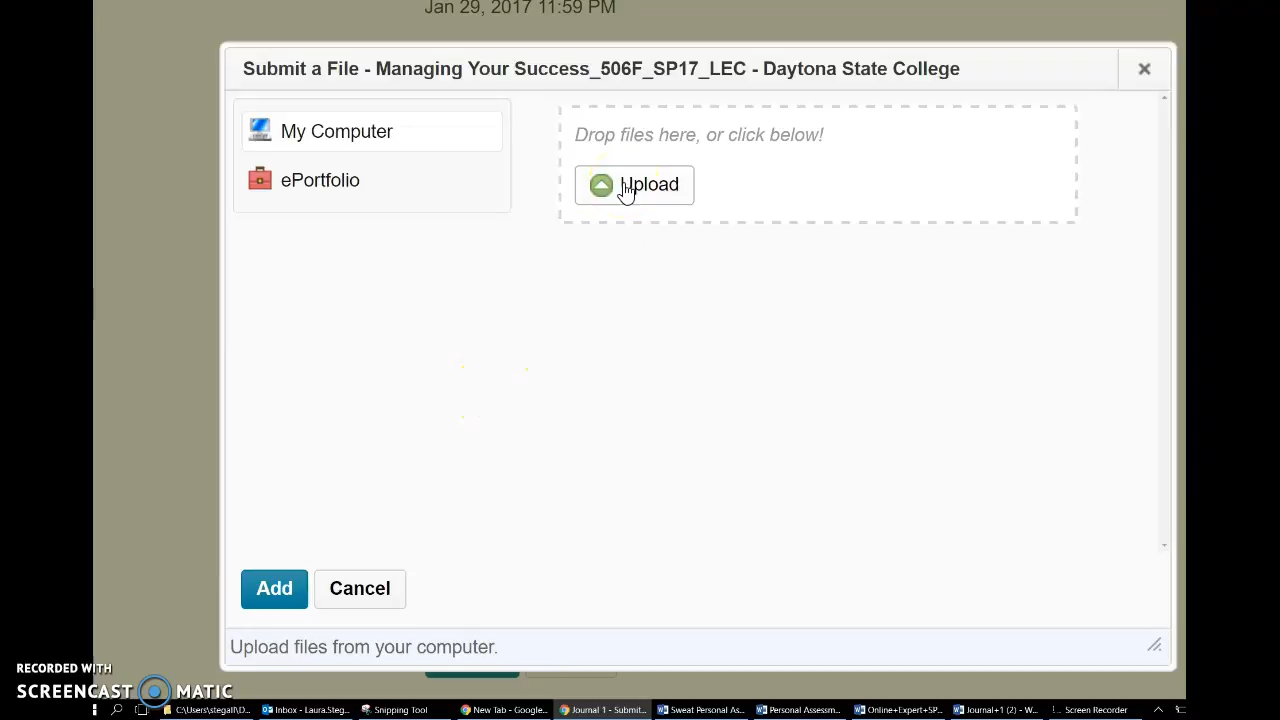 Jan 29, 2017 11:59 PM
Submit a File - Managing Your Success_506F_SP17_LEC - Daytona State College
My Computer
ePortfolio
Drop files here, or click below!
Upload
Add
Cancel
Upload files from your computer.
RECORDED WITH
SCREENCAST MATIC
C:\Users\stegall\D...
Inbox - Laura.Steg...
Snipping Tool
New Tab - Google...
Journal 1 - Submit...
Sweat Personal As...
Personal Assessm...
Online+Expert+SP...
Journal+1 (2) - W...
Screen Recorder